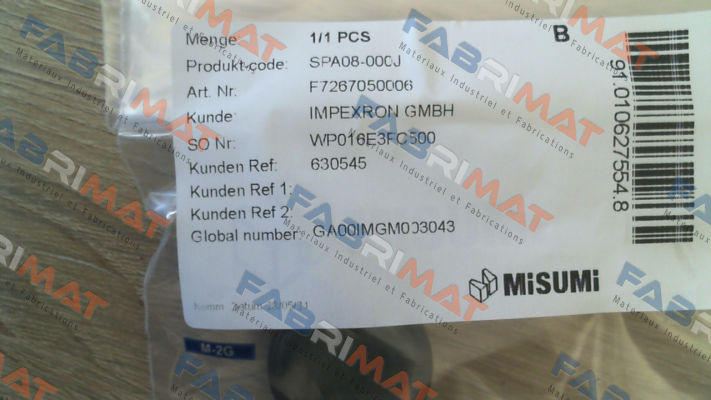 B
Menge: 1/1 PCS
Produkt-code: SPA08-000J
Art. Nr. F7267050006
Kunde: IMPEXRON GMBH
SO Nr: WP016E3FC500
Kunden Ref: 630545
Kunden Ref 1:
Kunden Ref 2:
Global number: GA00IMGM003043
MiSUMi
M-2G
91.010627554.8
FABRIMAT
Materiaux Industriel et Fabrications